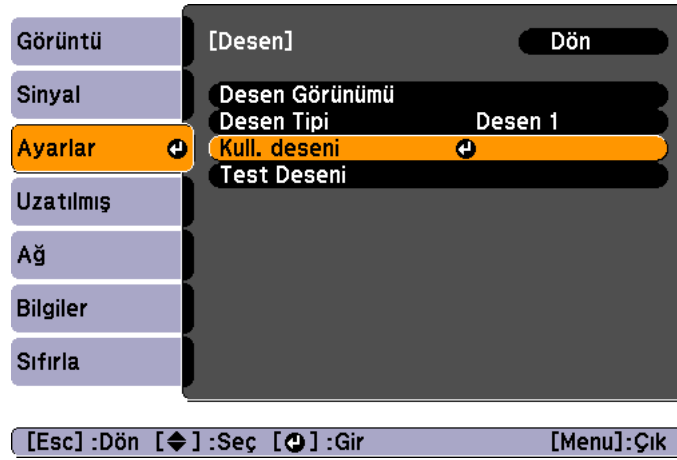 Görüntü
Sinyal
Ayarlar
Uzatılmış
Ağ
Bilgiler
Sıfırla
[Desen] Dön
Desen Görünümü
Desen Tipi Desen 1
Kull. deseni
Test Deseni
[Esc] :Dön [ ] :Seç [ ] :Gir [Menu]:Çık